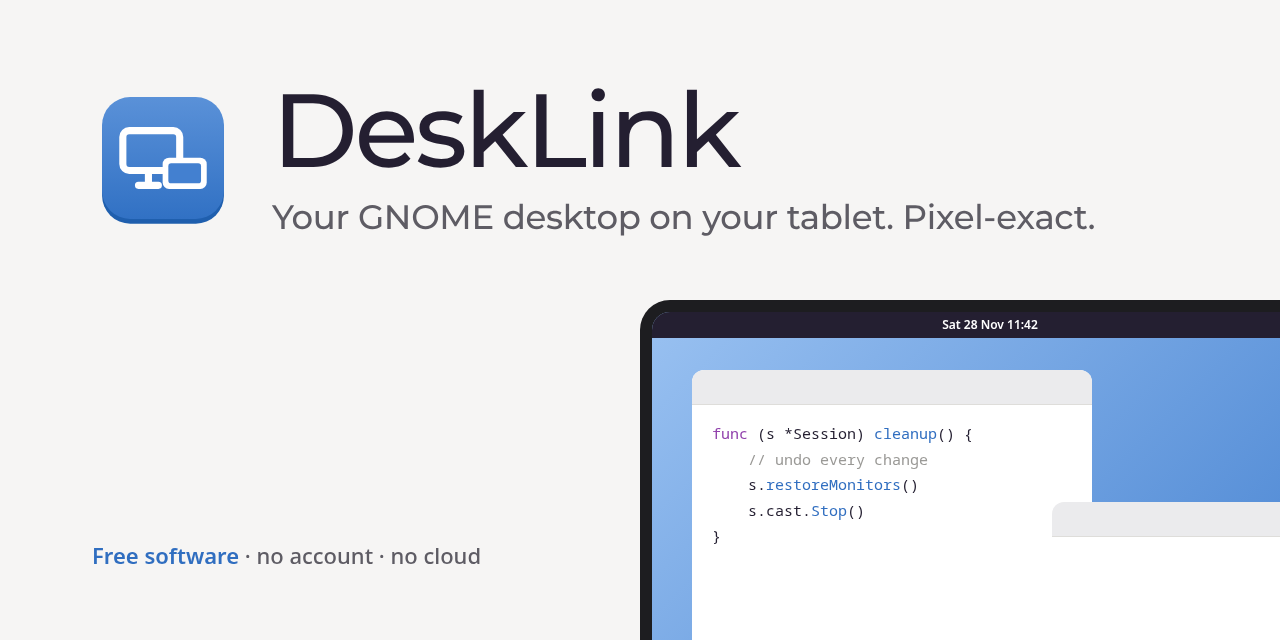 DeskLink
Your GNOME desktop on your tablet. Pixel-exact.
Sat 28 Nov 11:42
func (s *Session) cleanup() {
    // undo every change
    s.restoreMonitors()
    s.cast.Stop()
}
Free software · no account · no cloud